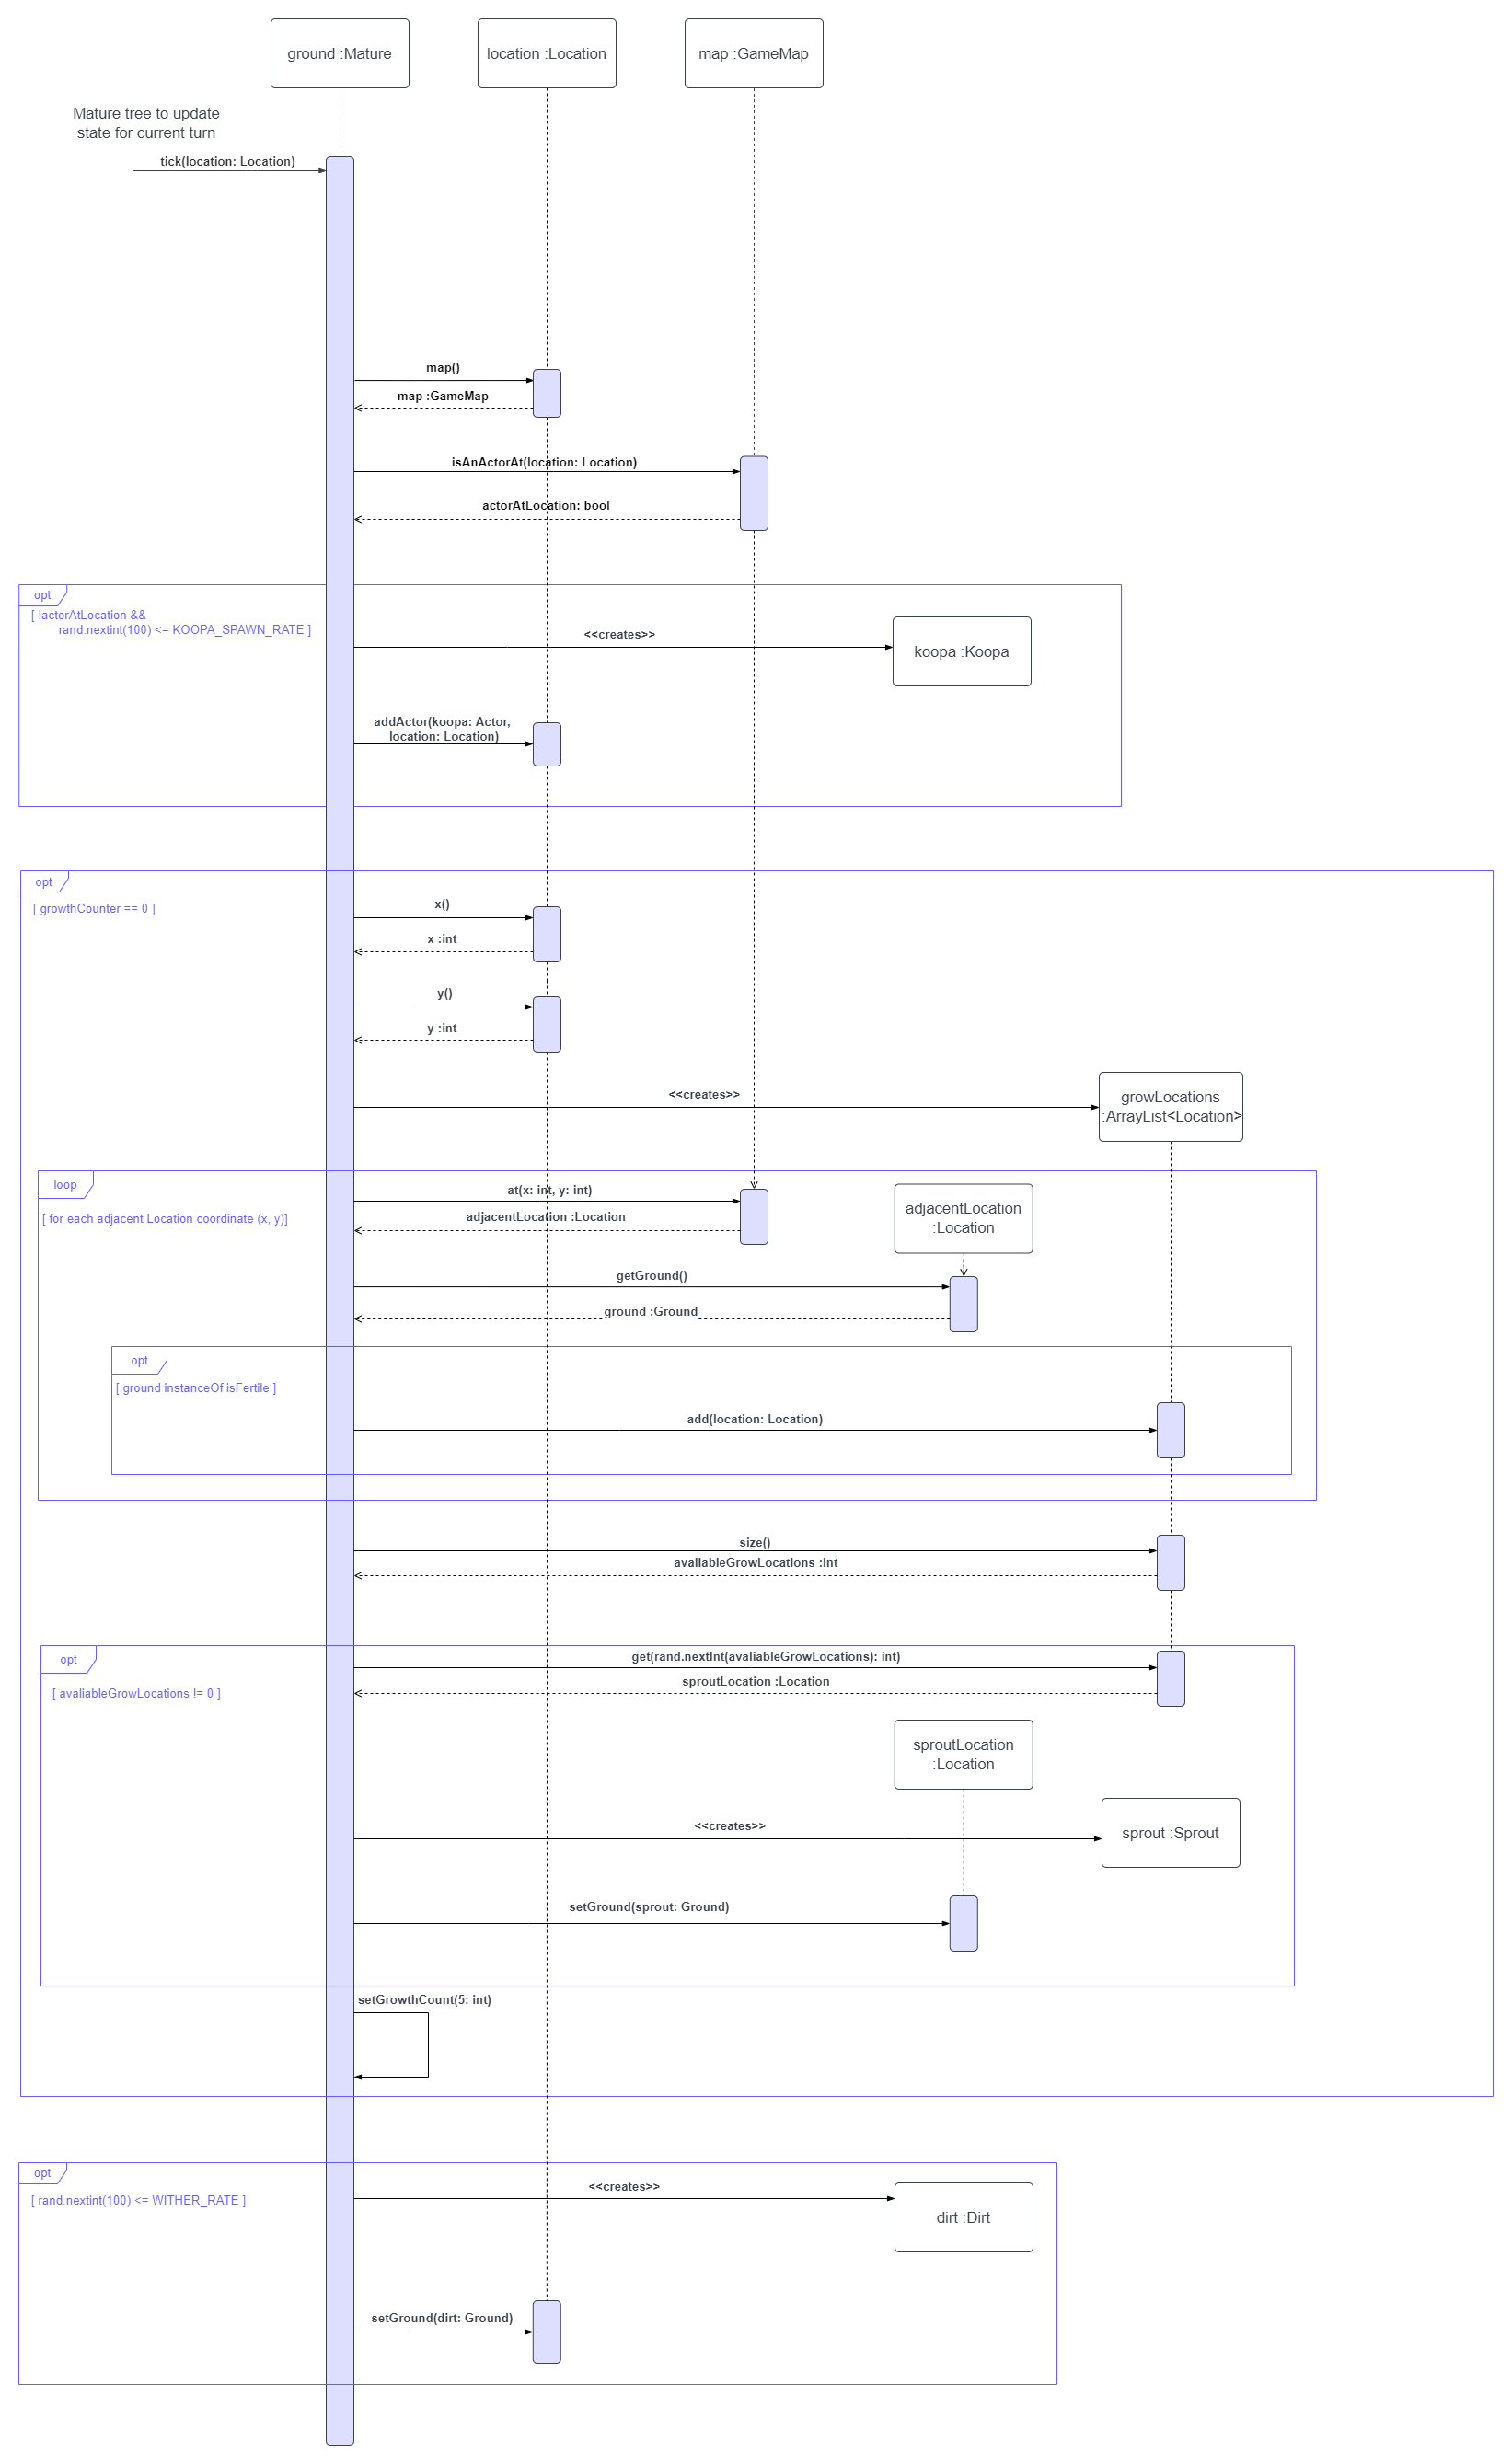 ground :Mature
location :Location
map :GameMap
Mature tree to update
state for current turn
tick(location: Location)
map()
map :GameMap
isAnActorAt(location: Location)
actorAtLocation: bool
opt
[ !actorAtLocation &&
rand.nextint(100) <= KOOPA_SPAWN_RATE ]
<<creates>>
koopa :Koopa
addActor(koopa: Actor,
location: Location)
opt
[ growthCounter == 0 ]
x()
x :int
y()
y :int
<<creates>>
growLocations
:ArrayList<Location>
loop
[ for each adjacent Location coordinate (x, y)]
at(x: int, y: int)
adjacentLocation :Location
adjacentLocation
:Location
getGround()
ground :Ground
opt
[ ground instanceOf isFertile ]
add(location: Location)
size()
avaliableGrowLocations :int
opt
[ avaliableGrowLocations != 0 ]
get(rand.nextInt(avaliableGrowLocations): int)
sproutLocation :Location
sproutLocation
:Location
<<creates>>
sprout :Sprout
setGround(sprout: Ground)
setGrowthCount(5: int)
opt
[ rand.nextint(100) <= WITHER_RATE ]
<<creates>>
dirt :Dirt
setGround(dirt: Ground)